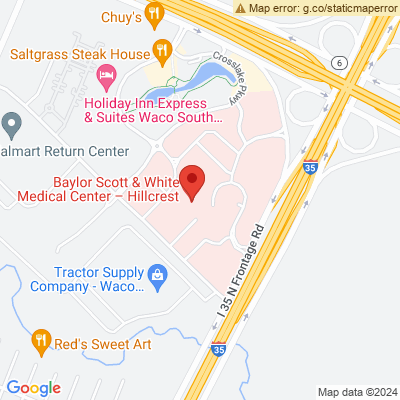 Map error: g.co/staticmaperror
Chuy's
Saltgrass Steak House
Crosslake Pkwy
6
Holiday Inn Express
& Suites Waco South...
almart Return Center
35
Baylor Scott & White
Medical Center – Hillcrest
I 35 N Frontage Rd
Tractor Supply
Company - Waco...
Red's Sweet Art
35
Google
Map data ©2024